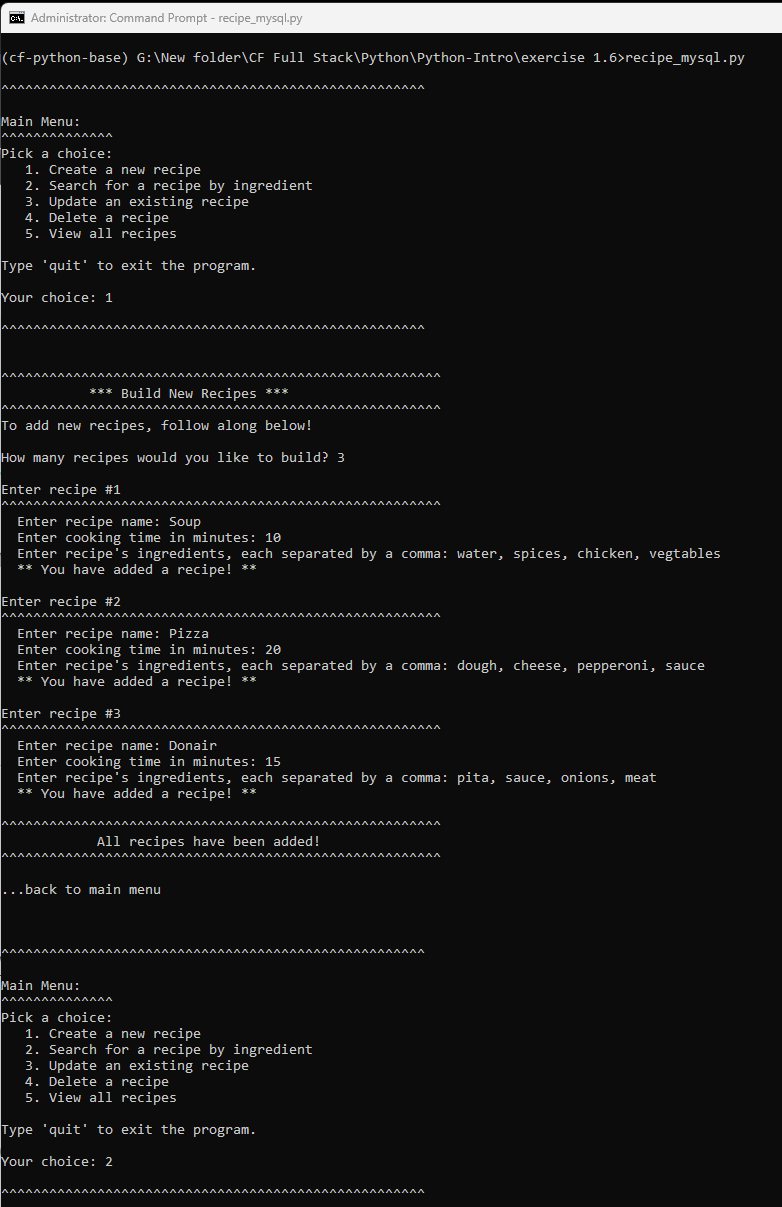 Administrator: Command Prompt - recipe_mysql.py
(cf-python-base) G:\New folder\CF Full Stack\Python\Python-Intro\exercise 1.6>recipe_mysql.py
^^^^^^^^^^^^^^^^^^^^^^^^^^^^^^^^^^^^^^^^^^^^^^^^^^^^^
Main Menu:
^^^^^^^^^^^^^^
Pick a choice:
   1. Create a new recipe
   2. Search for a recipe by ingredient
   3. Update an existing recipe
   4. Delete a recipe
   5. View all recipes
Type 'quit' to exit the program.
Your choice: 1
^^^^^^^^^^^^^^^^^^^^^^^^^^^^^^^^^^^^^^^^^^^^^^^^^^^^^
^^^^^^^^^^^^^^^^^^^^^^^^^^^^^^^^^^^^^^^^^^^^^^^^^^^^^^^
           *** Build New Recipes ***
^^^^^^^^^^^^^^^^^^^^^^^^^^^^^^^^^^^^^^^^^^^^^^^^^^^^^^^
To add new recipes, follow along below!
How many recipes would you like to build? 3
Enter recipe #1
^^^^^^^^^^^^^^^^^^^^^^^^^^^^^^^^^^^^^^^^^^^^^^^^^^^^^^^
  Enter recipe name: Soup
  Enter cooking time in minutes: 10
  Enter recipe's ingredients, each separated by a comma: water, spices, chicken, vegtables
  ** You have added a recipe! **
Enter recipe #2
^^^^^^^^^^^^^^^^^^^^^^^^^^^^^^^^^^^^^^^^^^^^^^^^^^^^^^^
  Enter recipe name: Pizza
  Enter cooking time in minutes: 20
  Enter recipe's ingredients, each separated by a comma: dough, cheese, pepperoni, sauce
  ** You have added a recipe! **
Enter recipe #3
^^^^^^^^^^^^^^^^^^^^^^^^^^^^^^^^^^^^^^^^^^^^^^^^^^^^^^^
  Enter recipe name: Donair
  Enter cooking time in minutes: 15
  Enter recipe's ingredients, each separated by a comma: pita, sauce, onions, meat
  ** You have added a recipe! **
^^^^^^^^^^^^^^^^^^^^^^^^^^^^^^^^^^^^^^^^^^^^^^^^^^^^^^^
            All recipes have been added!
^^^^^^^^^^^^^^^^^^^^^^^^^^^^^^^^^^^^^^^^^^^^^^^^^^^^^^^
...back to main menu
^^^^^^^^^^^^^^^^^^^^^^^^^^^^^^^^^^^^^^^^^^^^^^^^^^^^^
Main Menu:
^^^^^^^^^^^^^^
Pick a choice:
   1. Create a new recipe
   2. Search for a recipe by ingredient
   3. Update an existing recipe
   4. Delete a recipe
   5. View all recipes
Type 'quit' to exit the program.
Your choice: 2
^^^^^^^^^^^^^^^^^^^^^^^^^^^^^^^^^^^^^^^^^^^^^^^^^^^^^